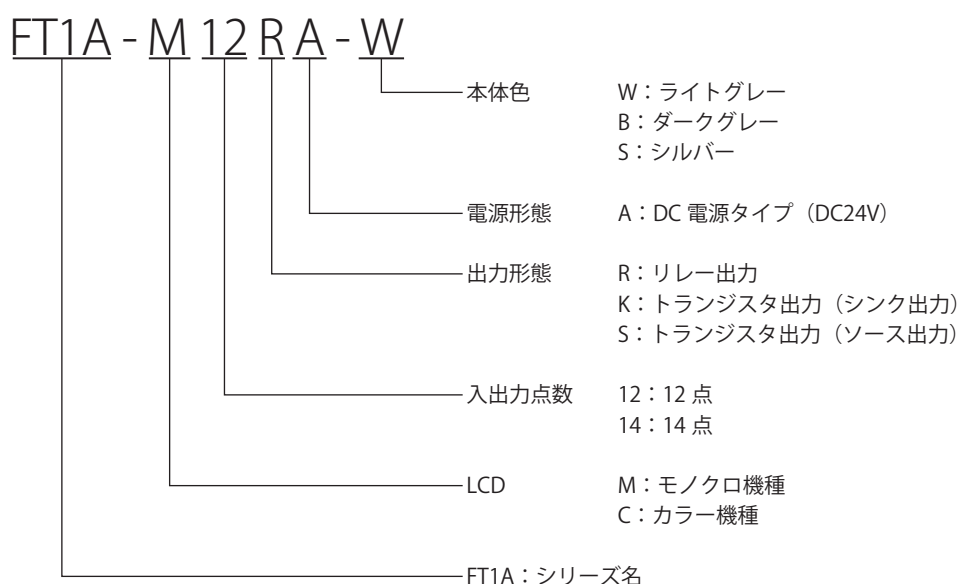 FT1A - M 12 R A - W
本体色 W：ライトグレー
B：ダークグレー
S：シルバー
電源形態 A：DC 電源タイプ（DC24V）
出力形態 R：リレー出力
K：トランジスタ出力（シンク出力）
S：トランジスタ出力（ソース出力）
入出力点数 12：12 点
14：14 点
LCD M：モノクロ機種
C：カラー機種
FT1A：シリーズ名